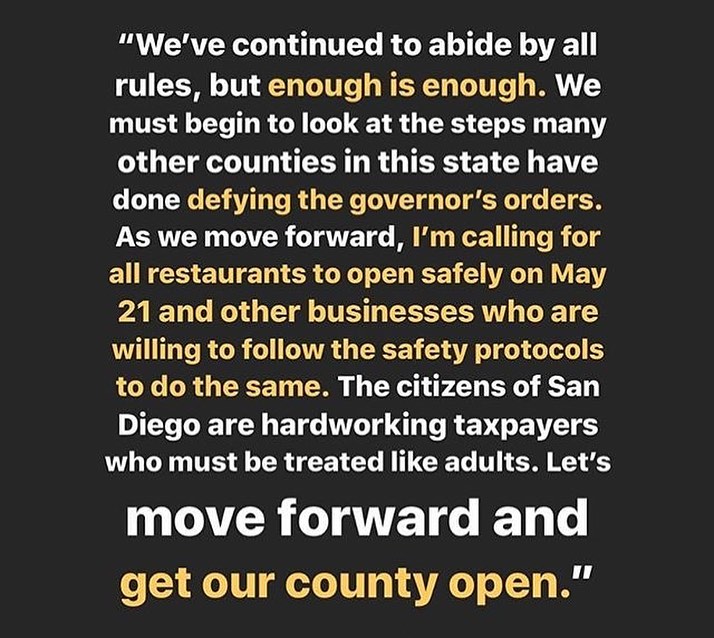 “We’ve continued to abide by all
rules, but enough is enough. We
must begin to look at the steps many
other counties in this state have
done defying the governor’s orders.
As we move forward, I’m calling for
all restaurants to open safely on May
21 and other businesses who are
willing to follow the safety protocols
to do the same. The citizens of San
Diego are hardworking taxpayers
who must be treated like adults. Let’s
move forward and
get our county open.”